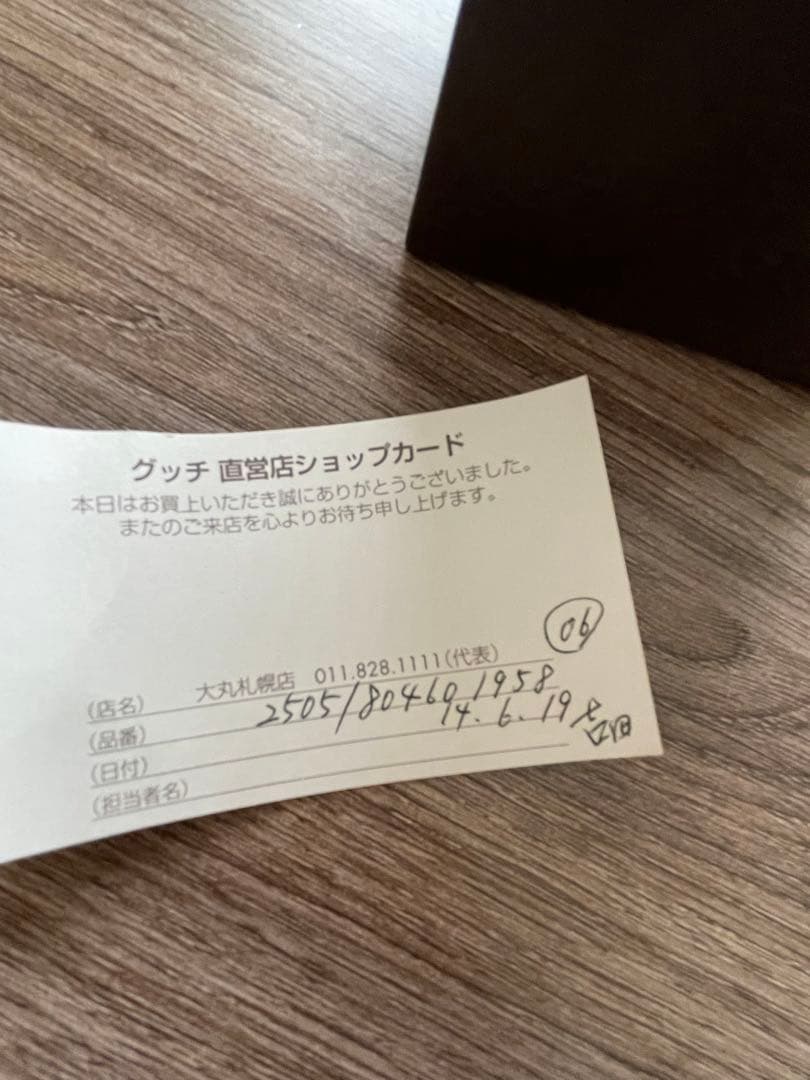 グッチ 直営店ショップカード
本日はお買上いただき誠にありがとうございました。
またのご来店を心よりお待ち申し上げます。
06
(店名) 大丸札幌店 011.828.1111(代表)
(品番) 2505180460 1958
(日付) 14.6.19
(担当者名) 吉田